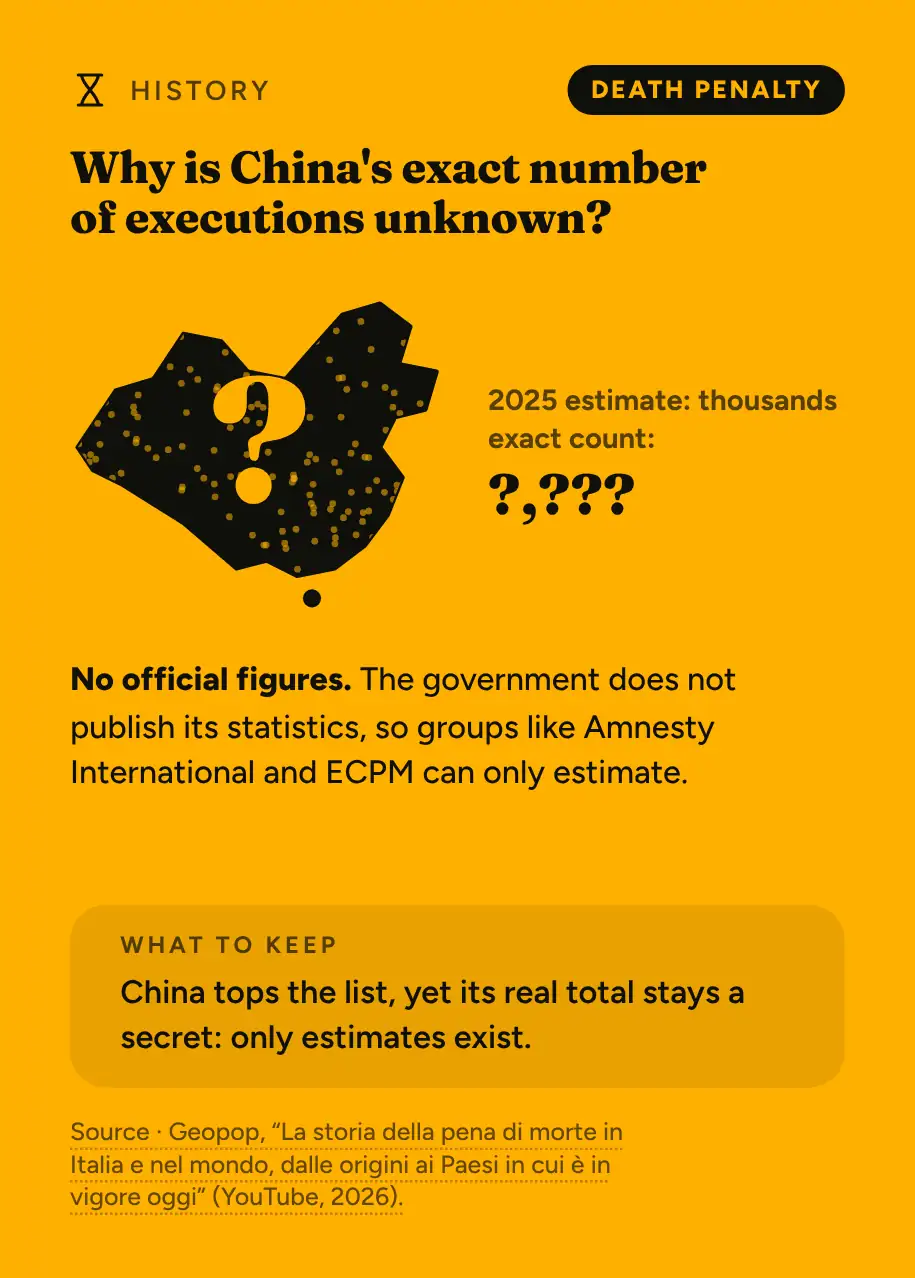 HISTORY
DEATH PENALTY
Why is China's exact number
of executions unknown?
?
2025 estimate: thousands
exact count:
?,???
No official figures. The government does not
publish its statistics, so groups like Amnesty
International and ECPM can only estimate.
WHAT TO KEEP
China tops the list, yet its real total stays a
secret: only estimates exist.
Source · Geopop, “La storia della pena di morte in
Italia e nel mondo, dalle origini ai Paesi in cui è in
vigore oggi” (YouTube, 2026).